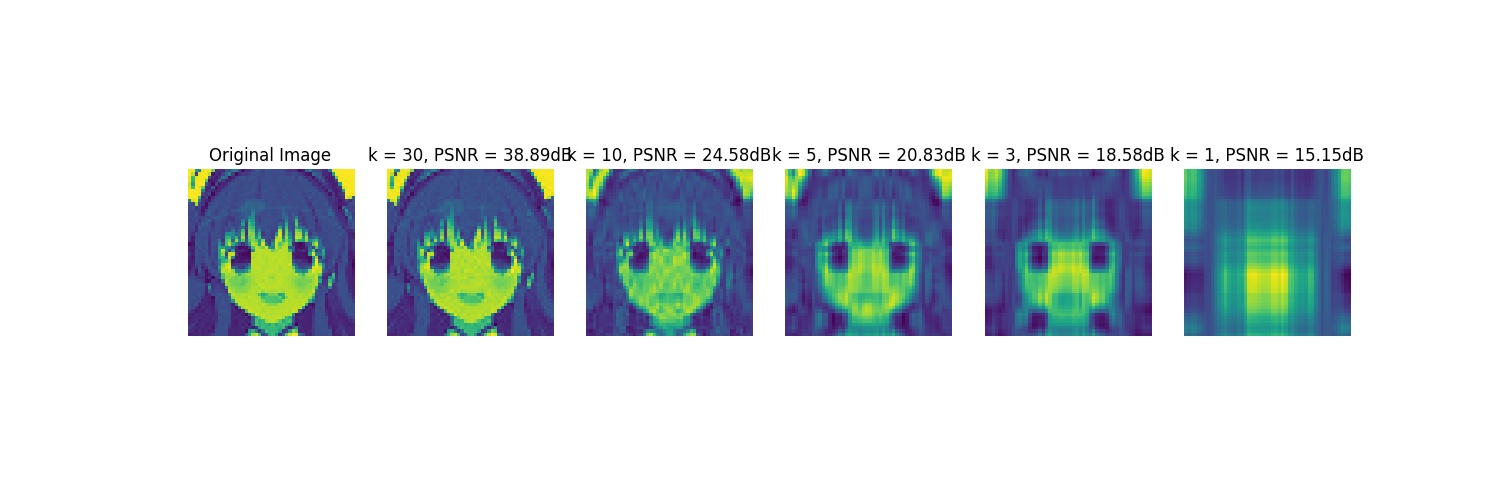 Original Image
k = 30, PSNR = 38.89dB
k = 10, PSNR = 24.58dB
k = 5, PSNR = 20.83dB
k = 3, PSNR = 18.58dB
k = 1, PSNR = 15.15dB